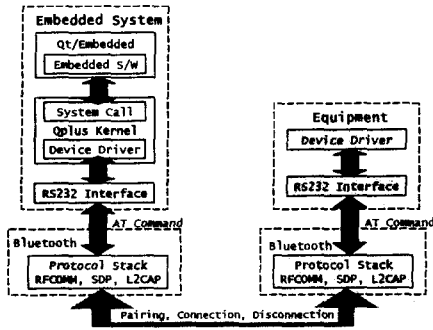 Embedded System
Qt/Embedded
Embedded S/W
System Call
Qplus Kernel
Device Driver
RS232 Interface
AT Command
Bluetooth
Protocol Stack
RFCOMM, SDP, L2CAP
Equipment
Device Driver
RS232 Interface
AT Command
Bluetooth
Protocol Stack
RFCOMM, SDP, L2CAP
Pairing, Connection, Disconnection